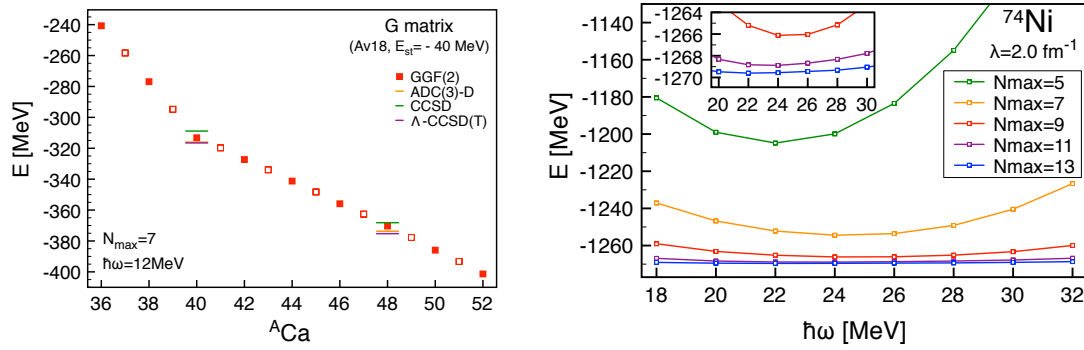 G matrix
(Av18, E_st= - 40 MeV)
GGF(2)
ADC(3)-D
CCSD
Λ-CCSD(T)
E [MeV]
-240
-260
-280
-300
-320
-340
-360
-380
-400
N_max=7
ħω=12MeV
36 38 40 42 44 46 48 50 52
ᴬCa
⁷⁴Ni
λ=2.0 fm⁻¹
Nmax=5
Nmax=7
Nmax=9
Nmax=11
Nmax=13
-1264
-1266
-1268
-1270
20 22 24 26 28 30
E [MeV]
-1140
-1160
-1180
-1200
-1220
-1240
-1260
18 20 22 24 26 28 30 32
ħω [MeV]